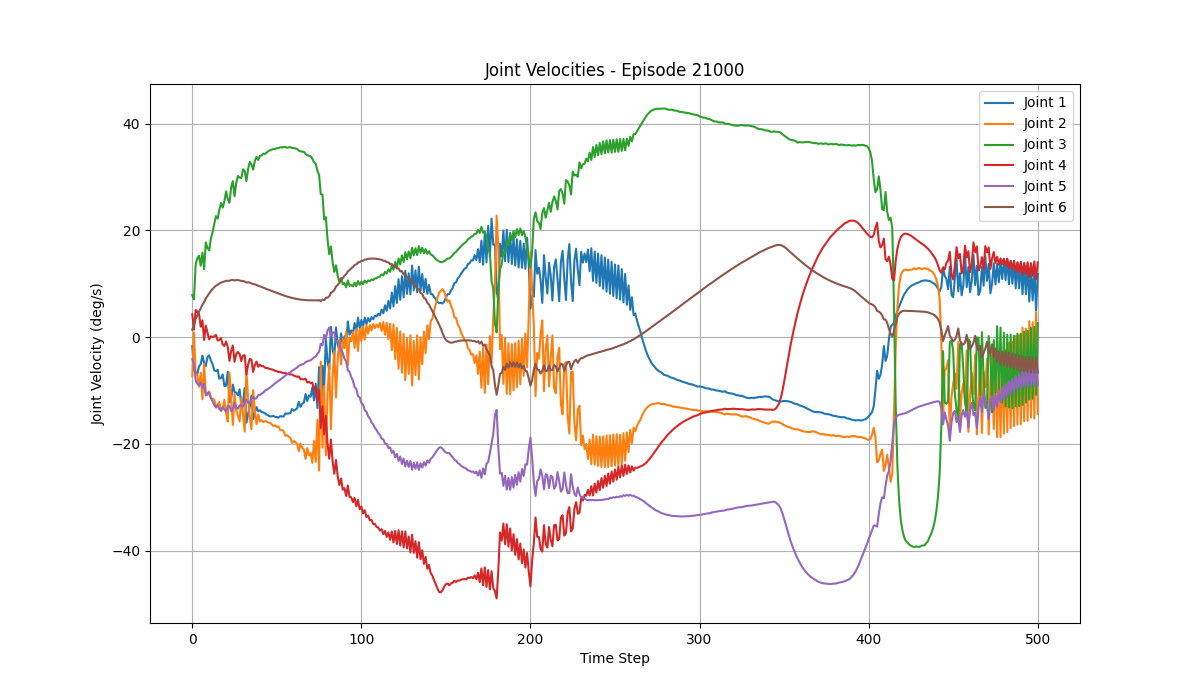 Joint Velocities - Episode 21000
Joint Velocity (deg/s)
40
20
0
−20
−40
0 100 200 300 400 500
Time Step
Joint 1
Joint 2
Joint 3
Joint 4
Joint 5
Joint 6